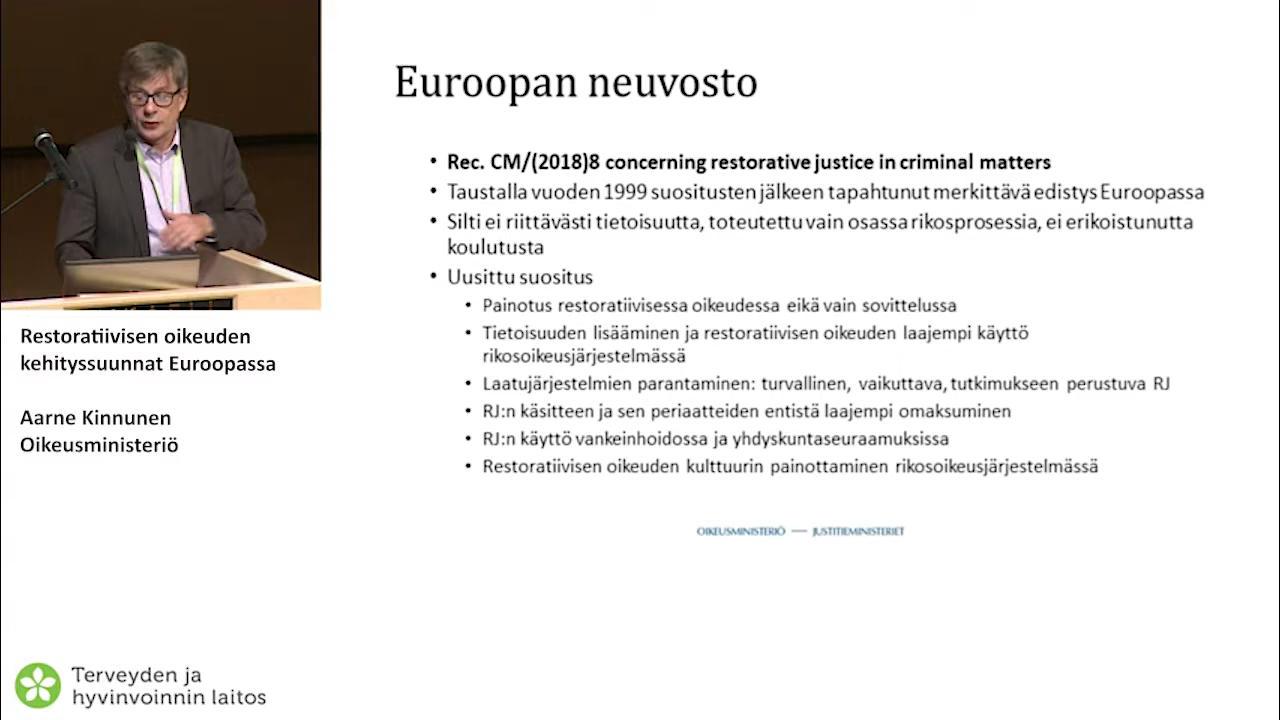 Euroopan neuvosto
• Rec. CM/(2018)8 concerning restorative justice in criminal matters
• Taustalla vuoden 1999 suositusten jälkeen tapahtunut merkittävä edistys Euroopassa
• Silti ei riittävästi tietoisuutta, toteutettu vain osassa rikosprosessia, ei erikoistunutta
koulutusta
• Uusittu suositus
• Painotus restoratiivisessa oikeudessa eikä vain sovittelussa
• Tietoisuuden lisääminen ja restoratiivisen oikeuden laajempi käyttö
rikosoikeusjärjestelmässä
• Laatujärjestelmien parantaminen: turvallinen, vaikuttava, tutkimukseen perustuva RJ
• RJ:n käsitteen ja sen periaatteiden entistä laajempi omaksuminen
• RJ:n käyttö vankeinhoidossa ja yhdyskuntaseuraamuksissa
• Restoratiivisen oikeuden kulttuurin painottaminen rikosoikeusjärjestelmässä
OIKEUSMINISTERIÖ — JUSTITIEMINISTERIET
Restoratiivisen oikeuden
kehityssuunnat Euroopassa
Aarne Kinnunen
Oikeusministeriö
Terveyden ja
hyvinvoinnin laitos